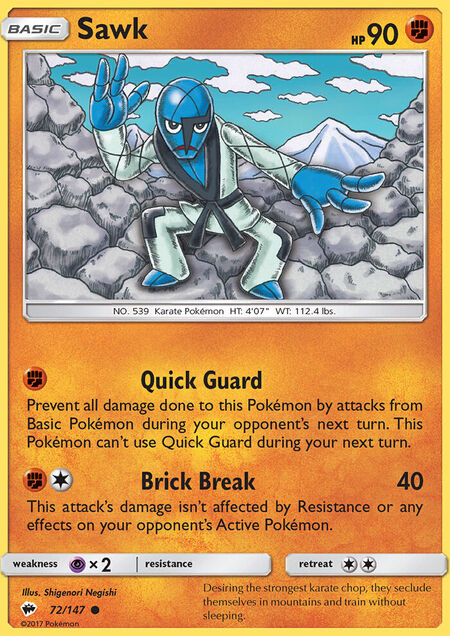 BASIC Sawk HP 90
NO. 539 Karate Pokémon HT: 4'07" WT: 112.4 lbs.
Quick Guard
Prevent all damage done to this Pokémon by attacks from
Basic Pokémon during your opponent's next turn. This
Pokémon can't use Quick Guard during your next turn.
Brick Break 40
This attack's damage isn't affected by Resistance or any
effects on your opponent's Active Pokémon.
weakness ×2 resistance retreat
Illus. Shigenori Negishi
72/147
©2017 Pokémon
Desiring the strongest karate chop, they seclude
themselves in mountains and train without
sleeping.